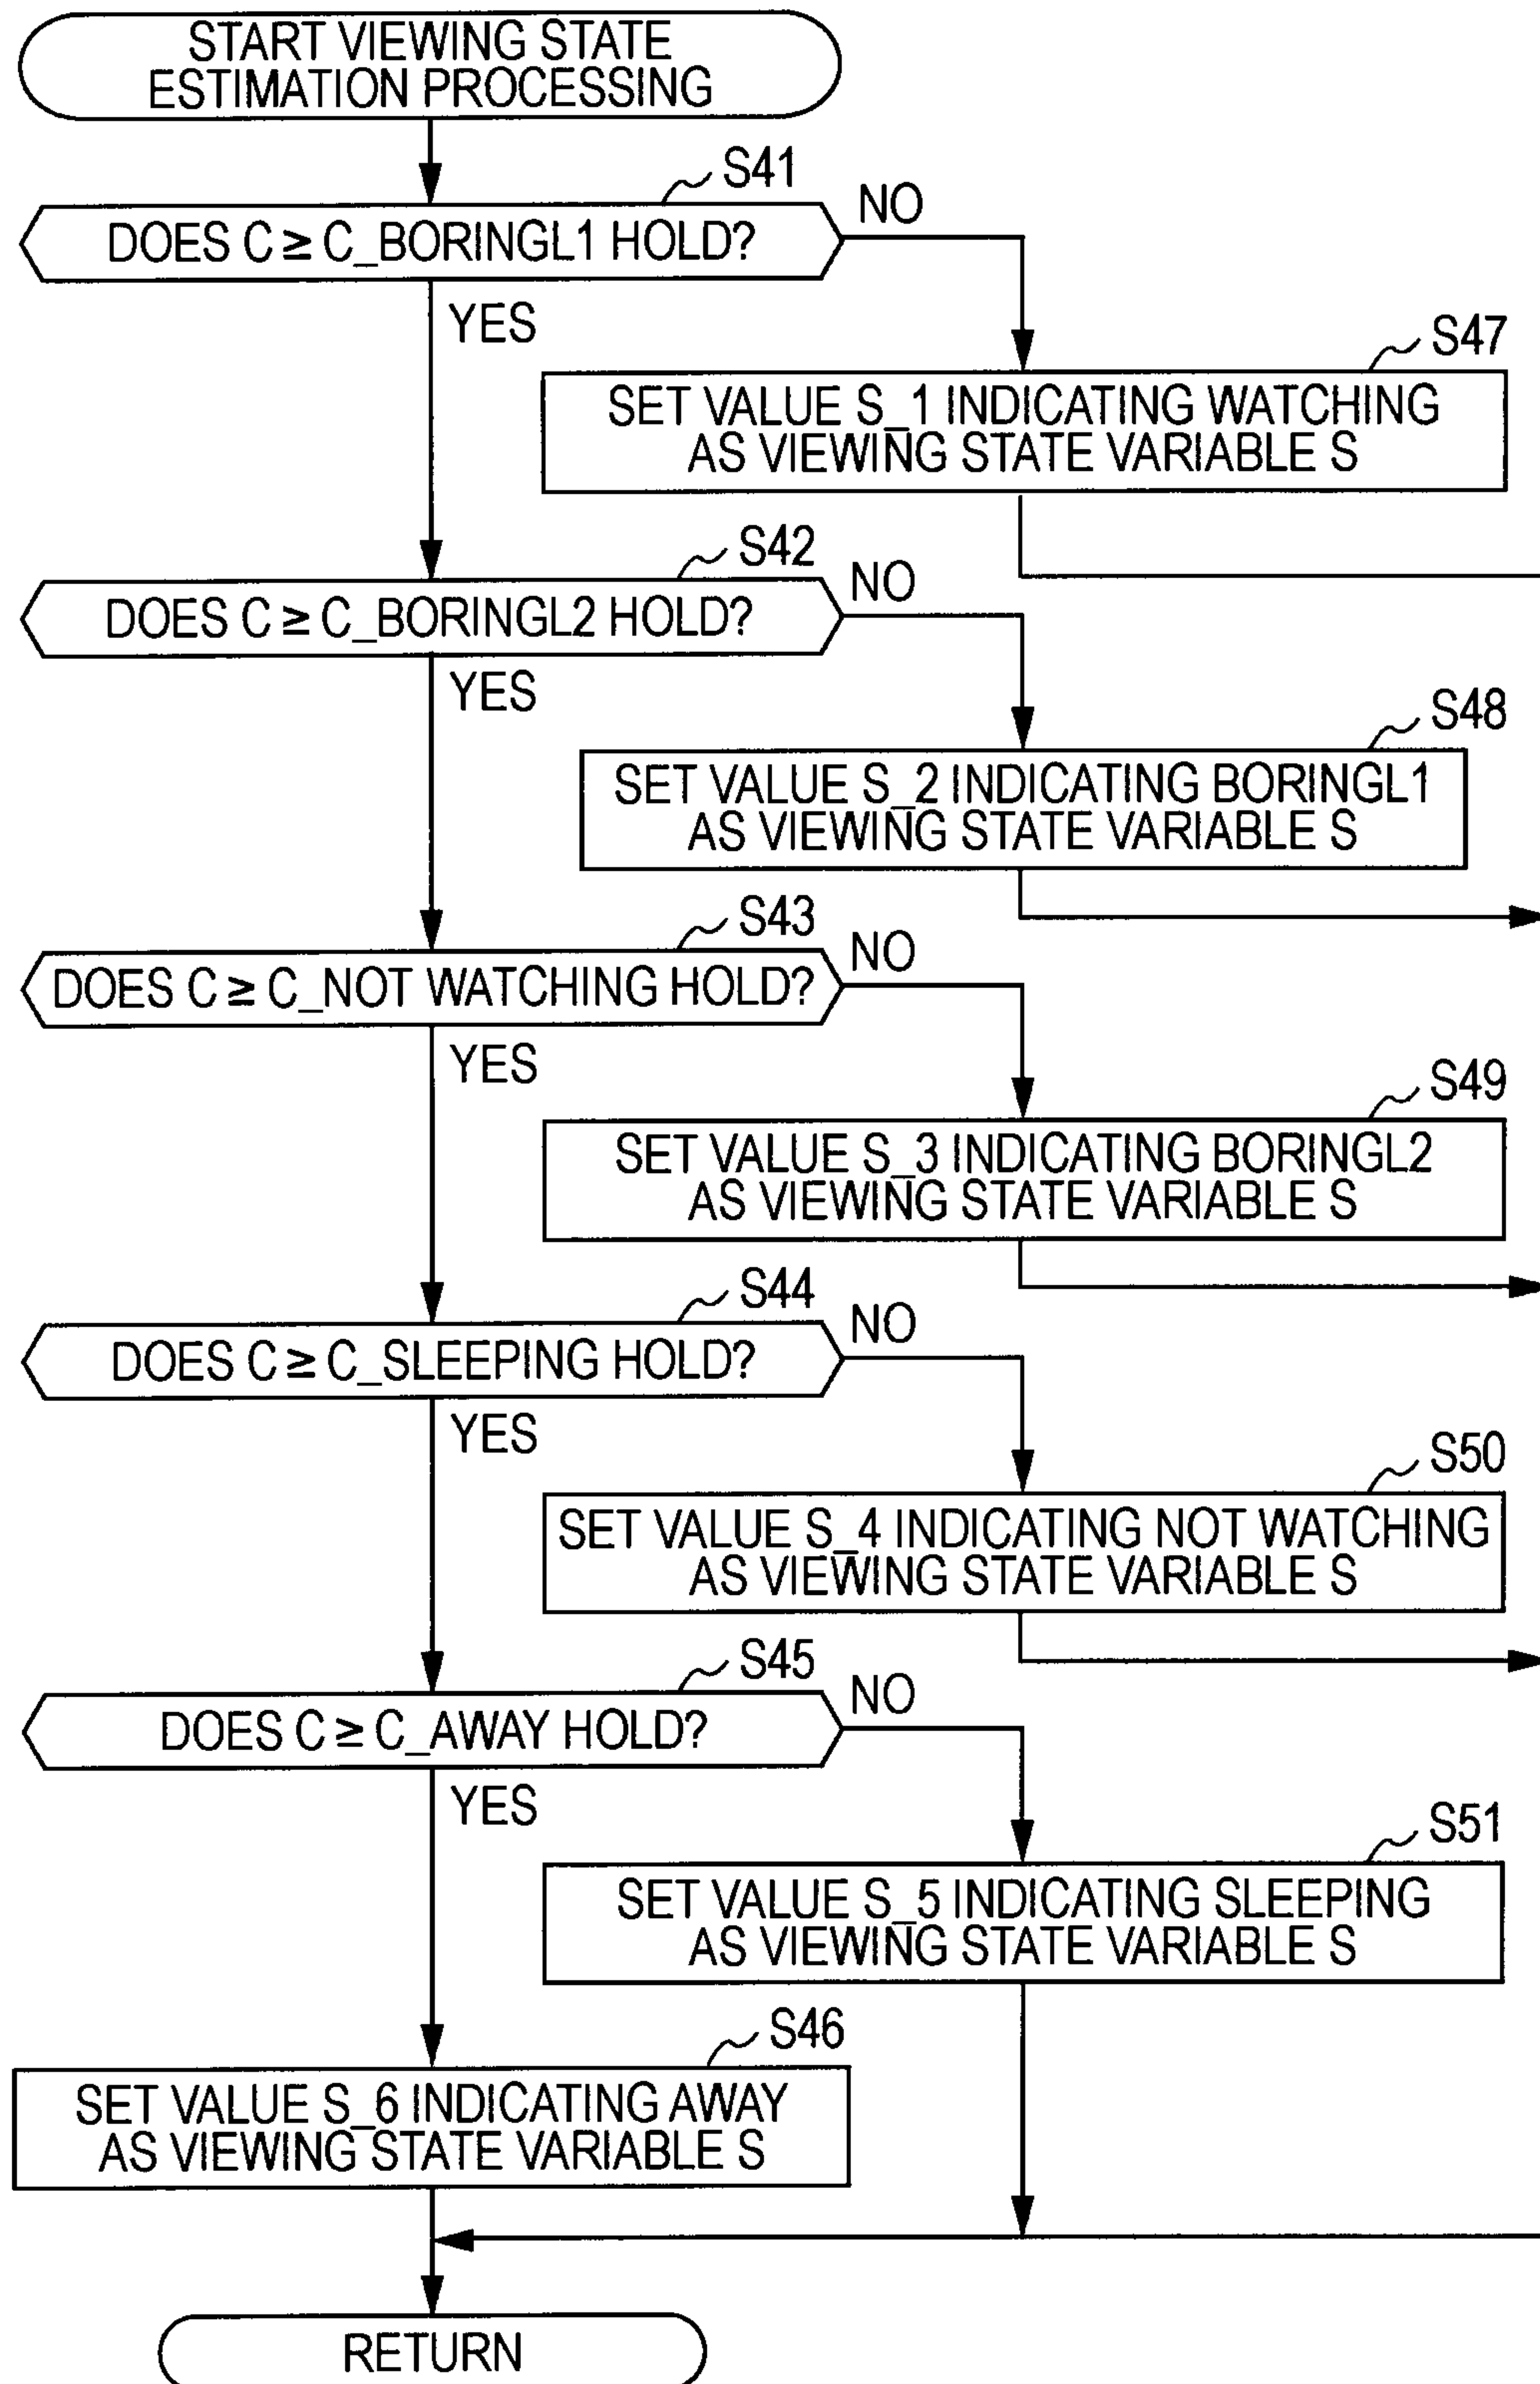 START VIEWING STATE
ESTIMATION PROCESSING
S41
DOES C ≥ C_BORINGL1 HOLD?
NO
YES
S47
SET VALUE S_1 INDICATING WATCHING
AS VIEWING STATE VARIABLE S
S42
DOES C ≥ C_BORINGL2 HOLD?
NO
YES
S48
SET VALUE S_2 INDICATING BORINGL1
AS VIEWING STATE VARIABLE S
S43
DOES C ≥ C_NOT WATCHING HOLD?
NO
YES
S49
SET VALUE S_3 INDICATING BORINGL2
AS VIEWING STATE VARIABLE S
S44
DOES C ≥ C_SLEEPING HOLD?
NO
YES
S50
SET VALUE S_4 INDICATING NOT WATCHING
AS VIEWING STATE VARIABLE S
S45
DOES C ≥ C_AWAY HOLD?
NO
YES
S51
SET VALUE S_5 INDICATING SLEEPING
AS VIEWING STATE VARIABLE S
S46
SET VALUE S_6 INDICATING AWAY
AS VIEWING STATE VARIABLE S
RETURN